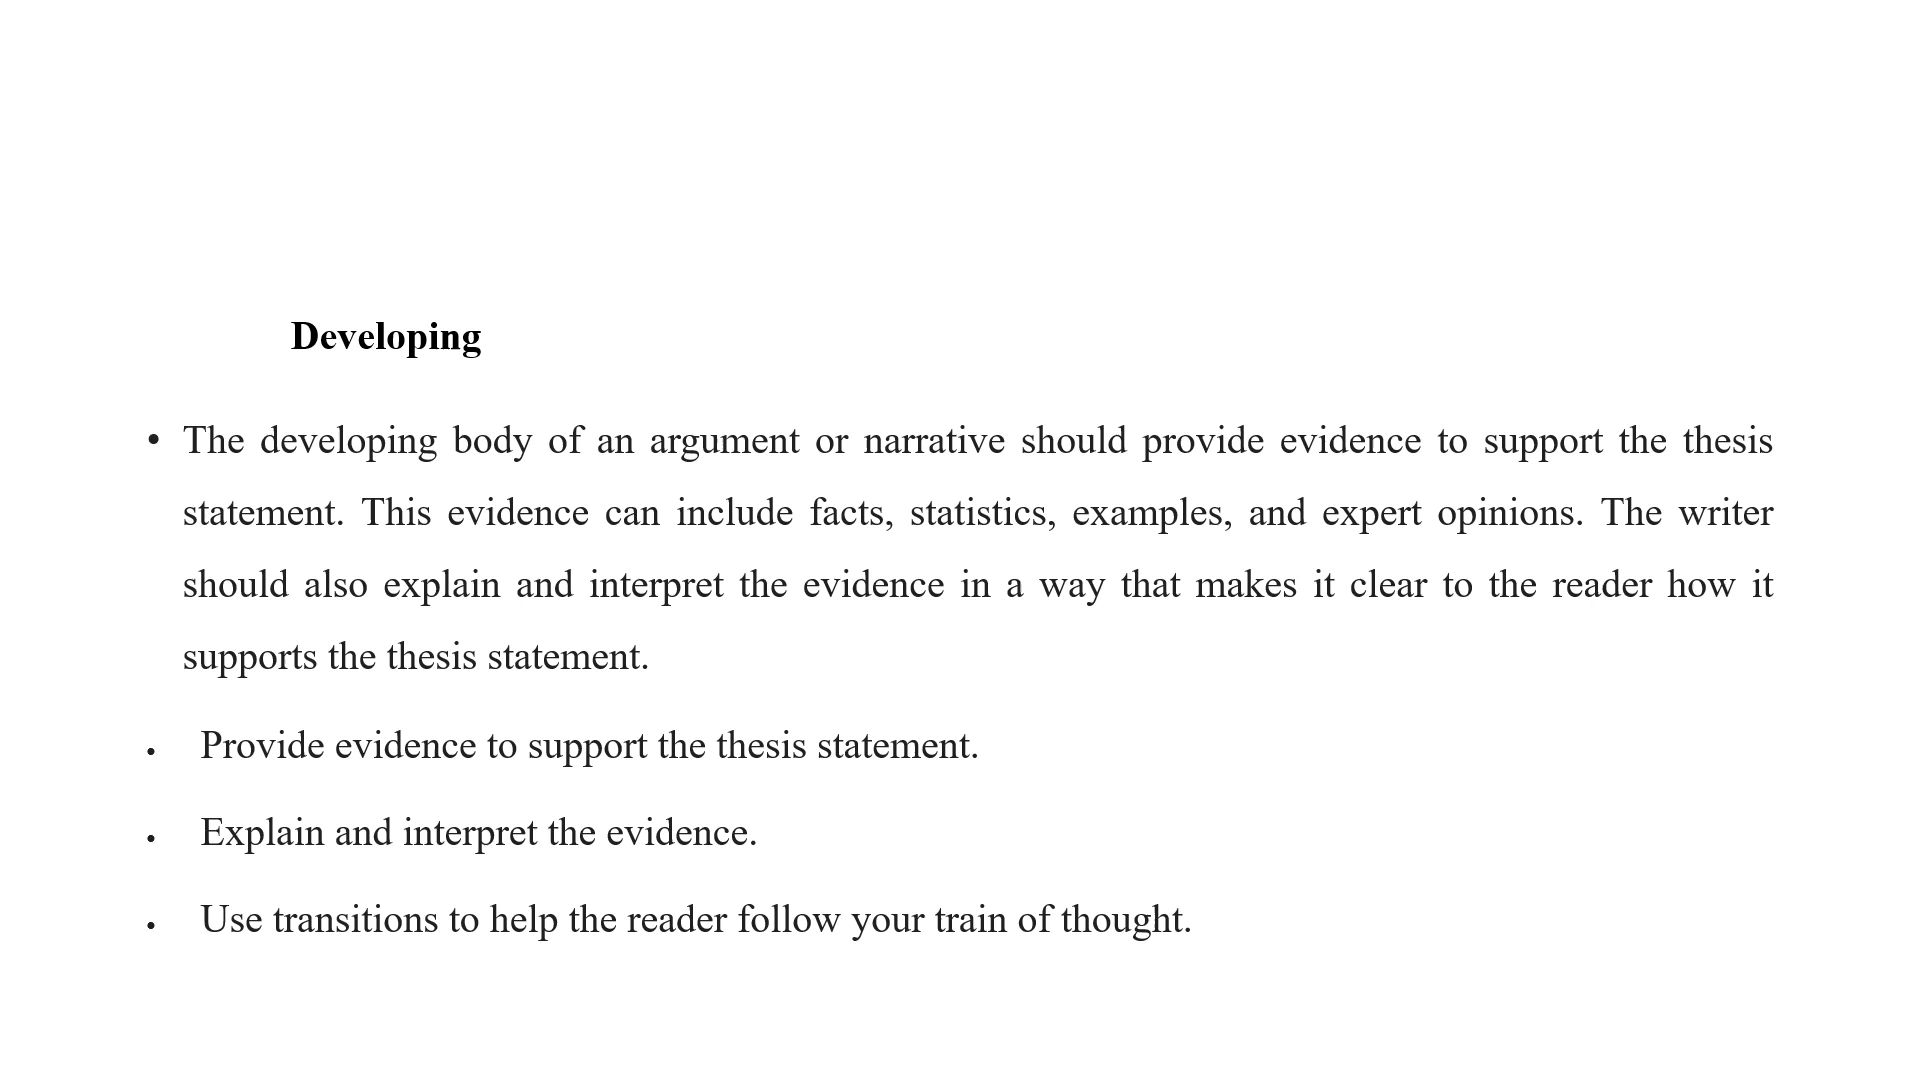 Developing
• The developing body of an argument or narrative should provide evidence to support the thesis
statement. This evidence can include facts, statistics, examples, and expert opinions. The writer
should also explain and interpret the evidence in a way that makes it clear to the reader how it
supports the thesis statement.
• Provide evidence to support the thesis statement.
• Explain and interpret the evidence.
• Use transitions to help the reader follow your train of thought.